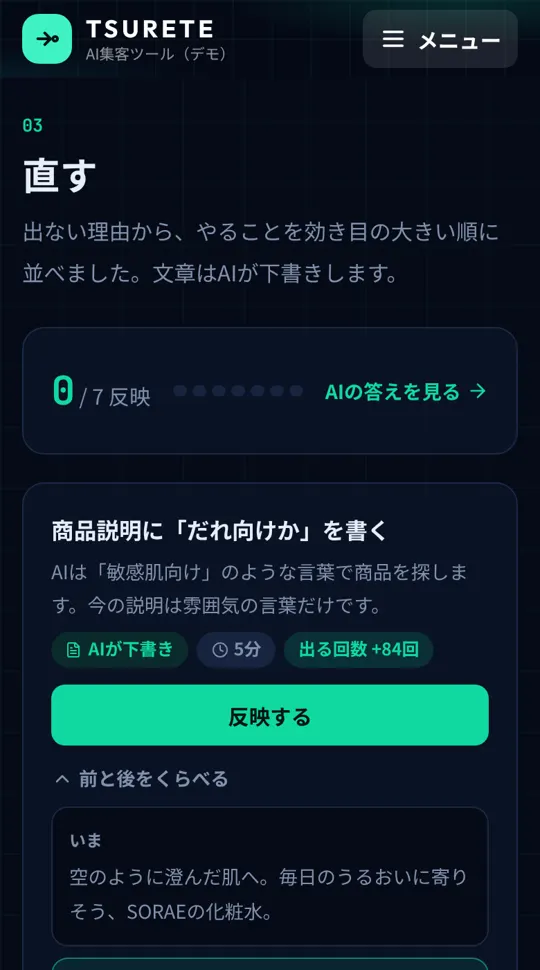 TSURETE
AI集客ツール（デモ）
メニュー
03
直す
出ない理由から、やることを効き目の大きい順に
並べました。文章はAIが下書きします。
0 / 7 反映
AIの答えを見る
商品説明に「だれ向けか」を書く
AIは「敏感肌向け」のような言葉で商品を探しま
す。今の説明は雰囲気の言葉だけです。
AIが下書き
5分
出る回数 +84回
反映する
前と後をくらべる
いま
空のように澄んだ肌へ。毎日のうるおいに寄り
そう、SORAEの化粧水。